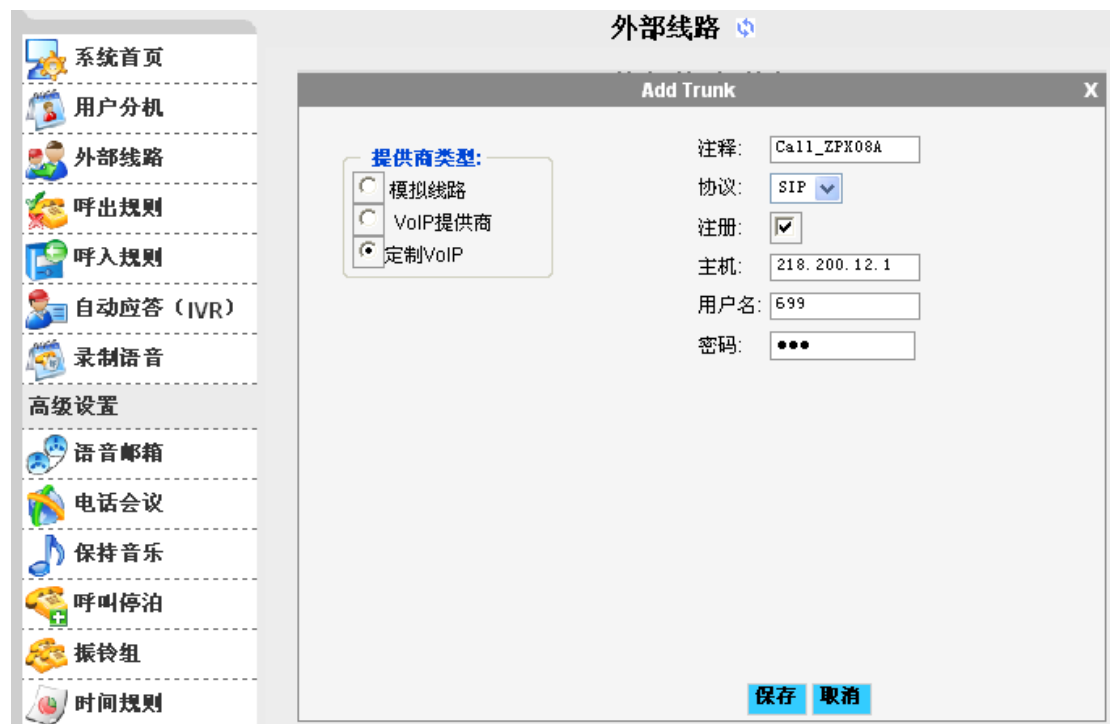 外部线路
系统首页
用户分机
外部线路
呼出规则
呼入规则
自动应答（IVR）
录制语音
高级设置
语音邮箱
电话会议
保持音乐
呼叫停泊
振铃组
时间规则
Add Trunk X
提供商类型:
模拟线路
VoIP提供商
定制VoIP
注释: Call_ZPX08A
协议: SIP
注册:
主机: 218.200.12.1
用户名: 699
密码: •••
保存 取消